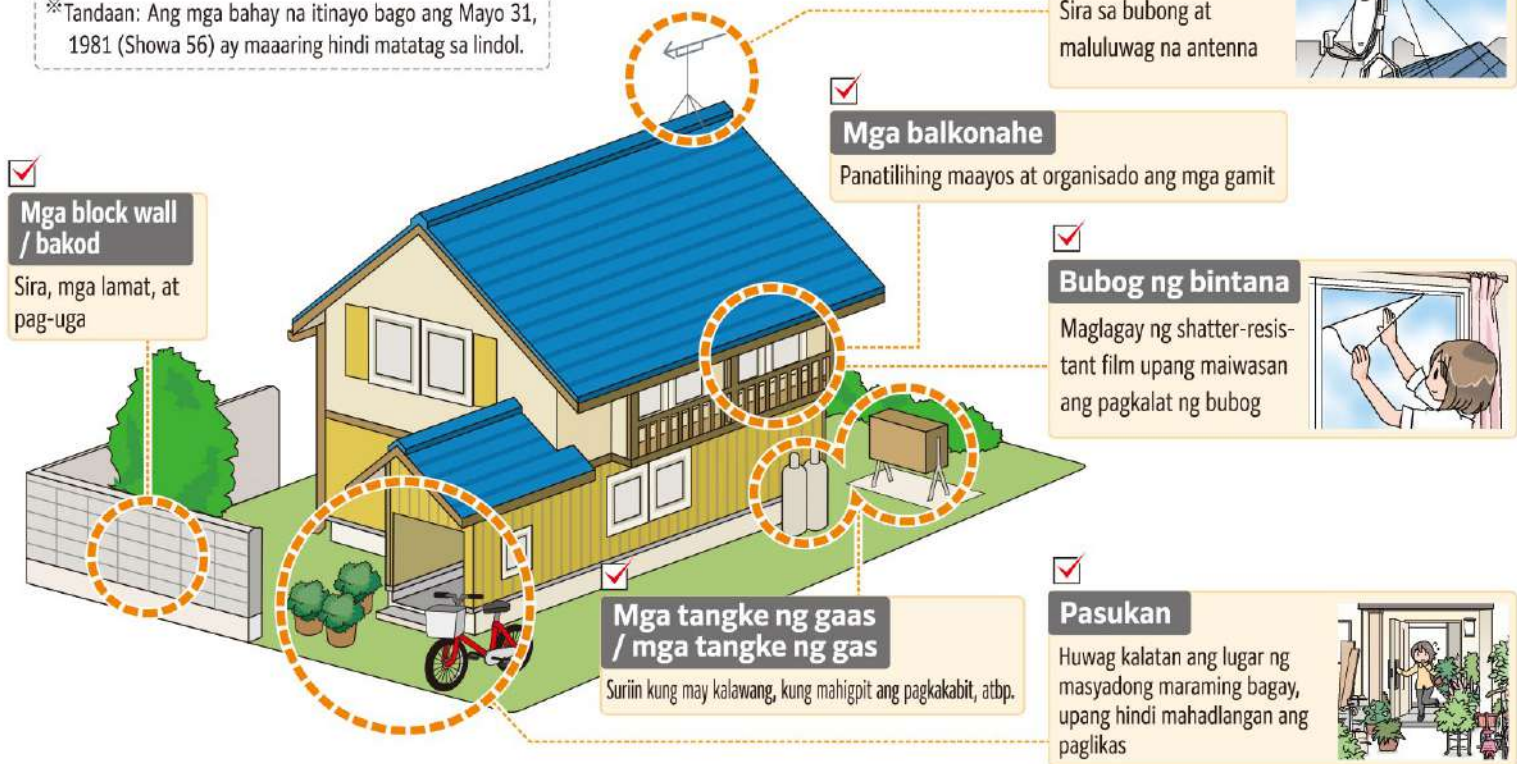 ※Tandaan: Ang mga bahay na itinayo bago ang Mayo 31,
1981 (Showa 56) ay maaaring hindi matatag sa lindol.
Sira sa bubong at
maluluwag na antenna
Mga balkonahe
Panatilihing maayos at organisado ang mga gamit
Mga block wall
/ bakod
Sira, mga lamat, at
pag-uga
Bubog ng bintana
Maglagay ng shatter-resis-
tant film upang maiwasan
ang pagkalat ng bubog
Mga tangke ng gaas
/ mga tangke ng gas
Suriin kung may kalawang, kung mahigpit ang pagkakabit, atbp.
Pasukan
Huwag kalatan ang lugar ng
masyadong maraming bagay,
upang hindi mahadlangan ang
paglikas